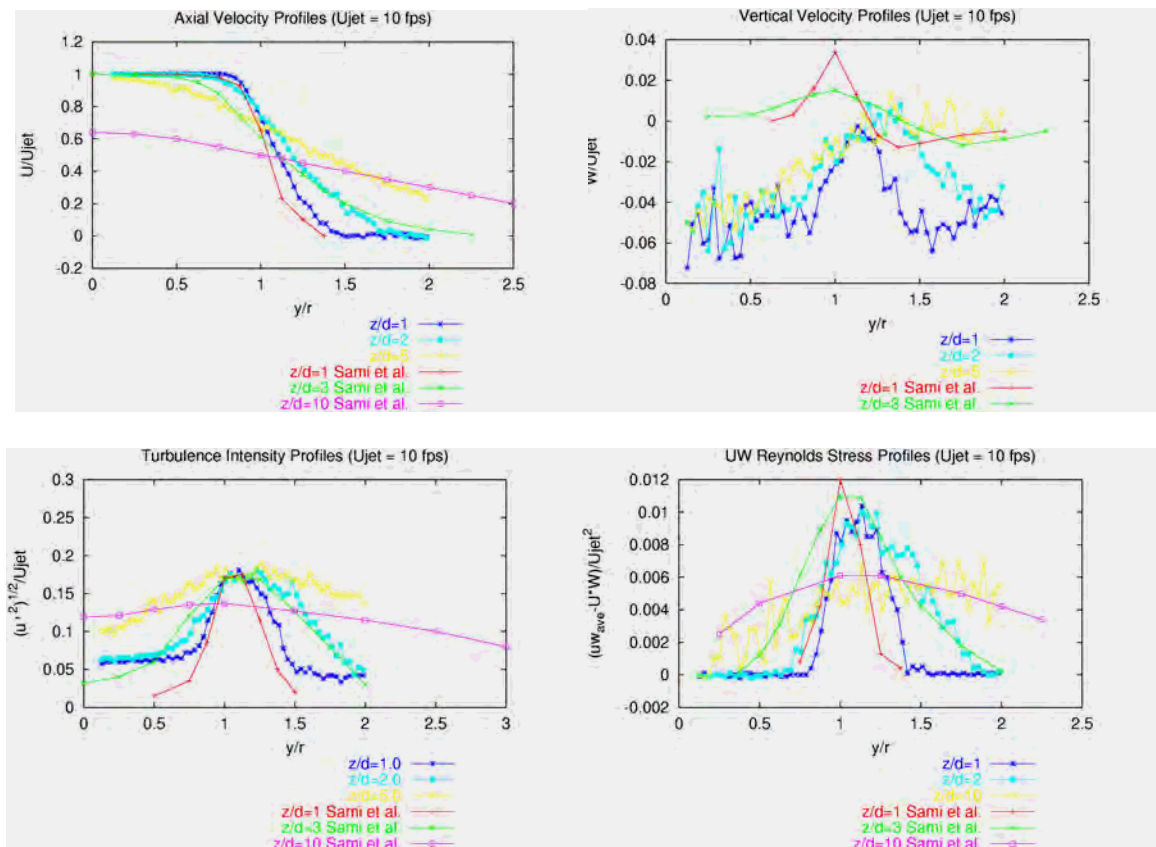 Axial Velocity Profiles (Ujet = 10 fps)
1.2
1
0.8
0.6
0.4
0.2
0
-0.2
U/Ujet
0 0.5 1 1.5 2 2.5
y/r
z/d=1
z/d=2
z/d=5
z/d=1 Sami et al.
z/d=3 Sami et al.
z/d=10 Sami et al.
Vertical Velocity Profiles (Ujet = 10 fps)
0.04
0.02
0
-0.02
-0.04
-0.06
-0.08
W/Ujet
0 0.5 1 1.5 2 2.5
y/r
z/d=1
z/d=2
z/d=5
z/d=1 Sami et al.
z/d=3 Sami et al.
Turbulence Intensity Profiles (Ujet = 10 fps)
0.3
0.25
0.2
0.15
0.1
0.05
0
(u'²)^1/2/Ujet
0 0.5 1 1.5 2 2.5 3
y/r
z/d=1.0
z/d=2.0
z/d=5.0
z/d=1 Sami et al.
z/d=3 Sami et al.
z/d=10 Sami et al.
UW Reynolds Stress Profiles (Ujet = 10 fps)
0.012
0.01
0.008
0.006
0.004
0.002
0
-0.002
(uw_ave-U*W)/Ujet²
0 0.5 1 1.5 2 2.5
y/r
z/d=1
z/d=2
z/d=10
z/d=1 Sami et al.
z/d=3 Sami et al.
z/d=10 Sami et al.